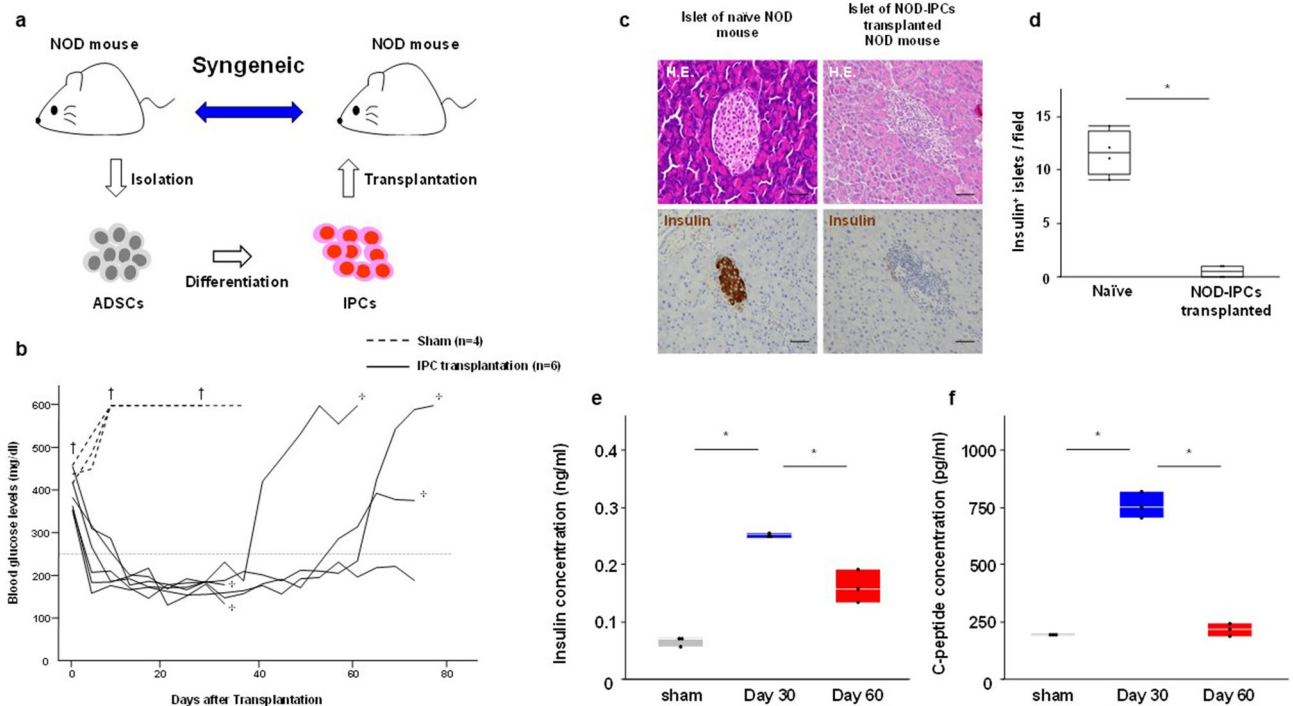 a
NOD mouse
NOD mouse
Syngeneic
Isolation
Transplantation
Differentiation
ADSCs
IPCs
b
Sham (n=4)
IPC transplantation (n=6)
†
†
†
÷
÷
÷
÷
÷
600
500
400
300
200
100
0
Blood glucose levels (mg/dl)
0
20
40
60
80
Days after Transplantation
c
Islet of naïve NOD
mouse
Islet of NOD-IPCs
transplanted
NOD mouse
H.E.
H.E.
Insulin
Insulin
d
*
15
10
5
0
Insulin⁺ islets / field
Naïve
NOD-IPCs
transplanted
e
*
*
0.4
0.3
0.2
0.1
0
Insulin concentration (ng/ml)
sham
Day 30
Day 60
f
*
*
1000
750
500
250
0
C-peptide concentration (pg/ml)
sham
Day 30
Day 60